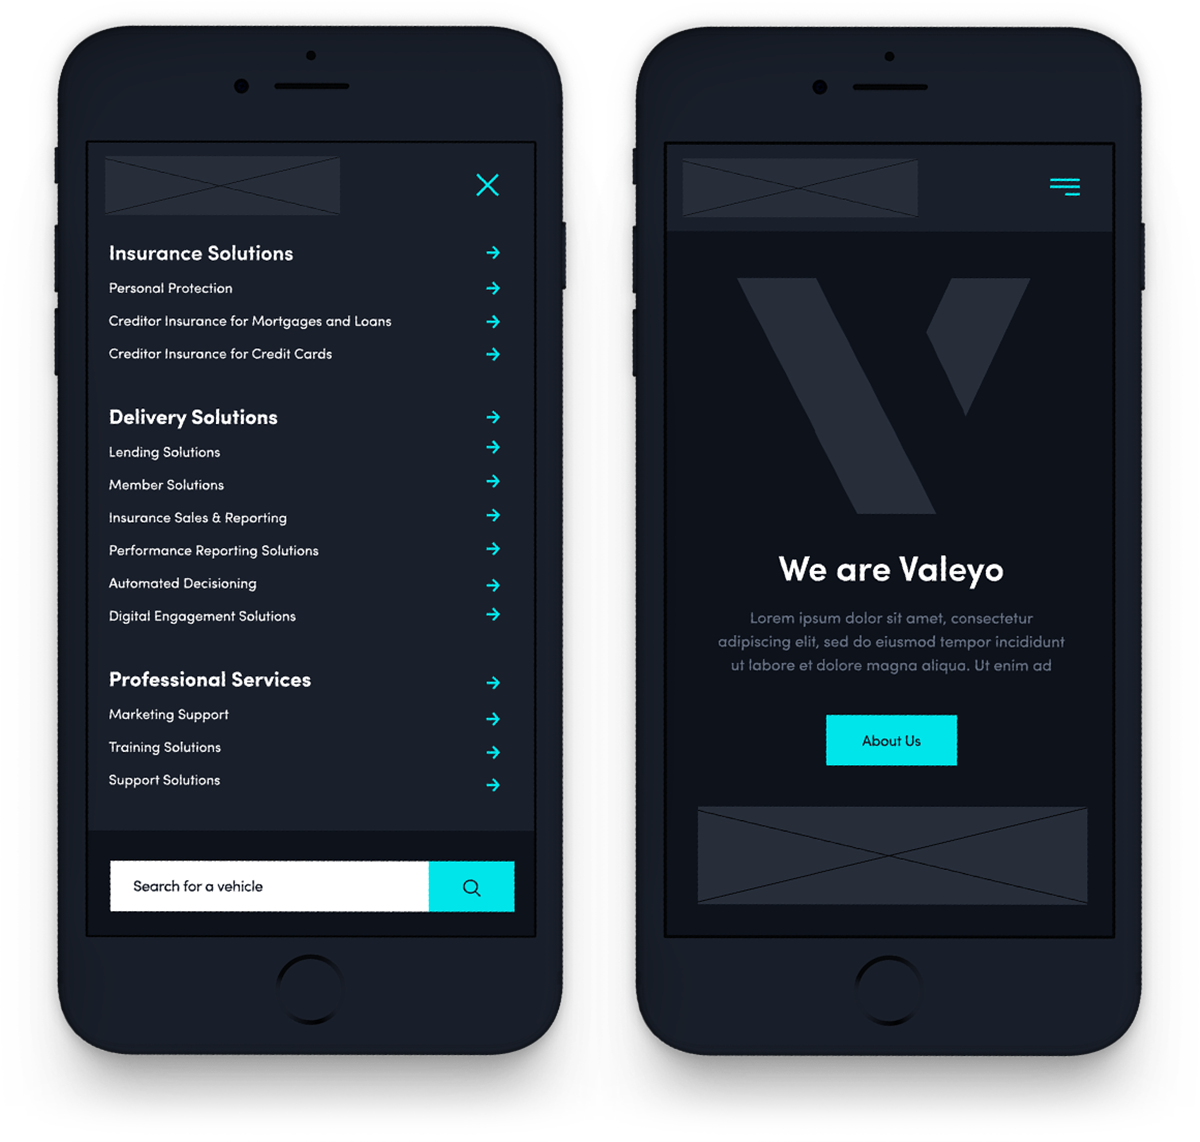 Insurance Solutions
Personal Protection
Creditor Insurance for Mortgages and Loans
Creditor Insurance for Credit Cards
Delivery Solutions
Lending Solutions
Member Solutions
Insurance Sales & Reporting
Performance Reporting Solutions
Automated Decisioning
Digital Engagement Solutions
Professional Services
Marketing Support
Training Solutions
Support Solutions
Search for a vehicle
We are Valeyo
Lorem ipsum dolor sit amet, consectetur
adipiscing elit, sed do eiusmod tempor incididunt
ut labore et dolore magna aliqua. Ut enim ad
About Us